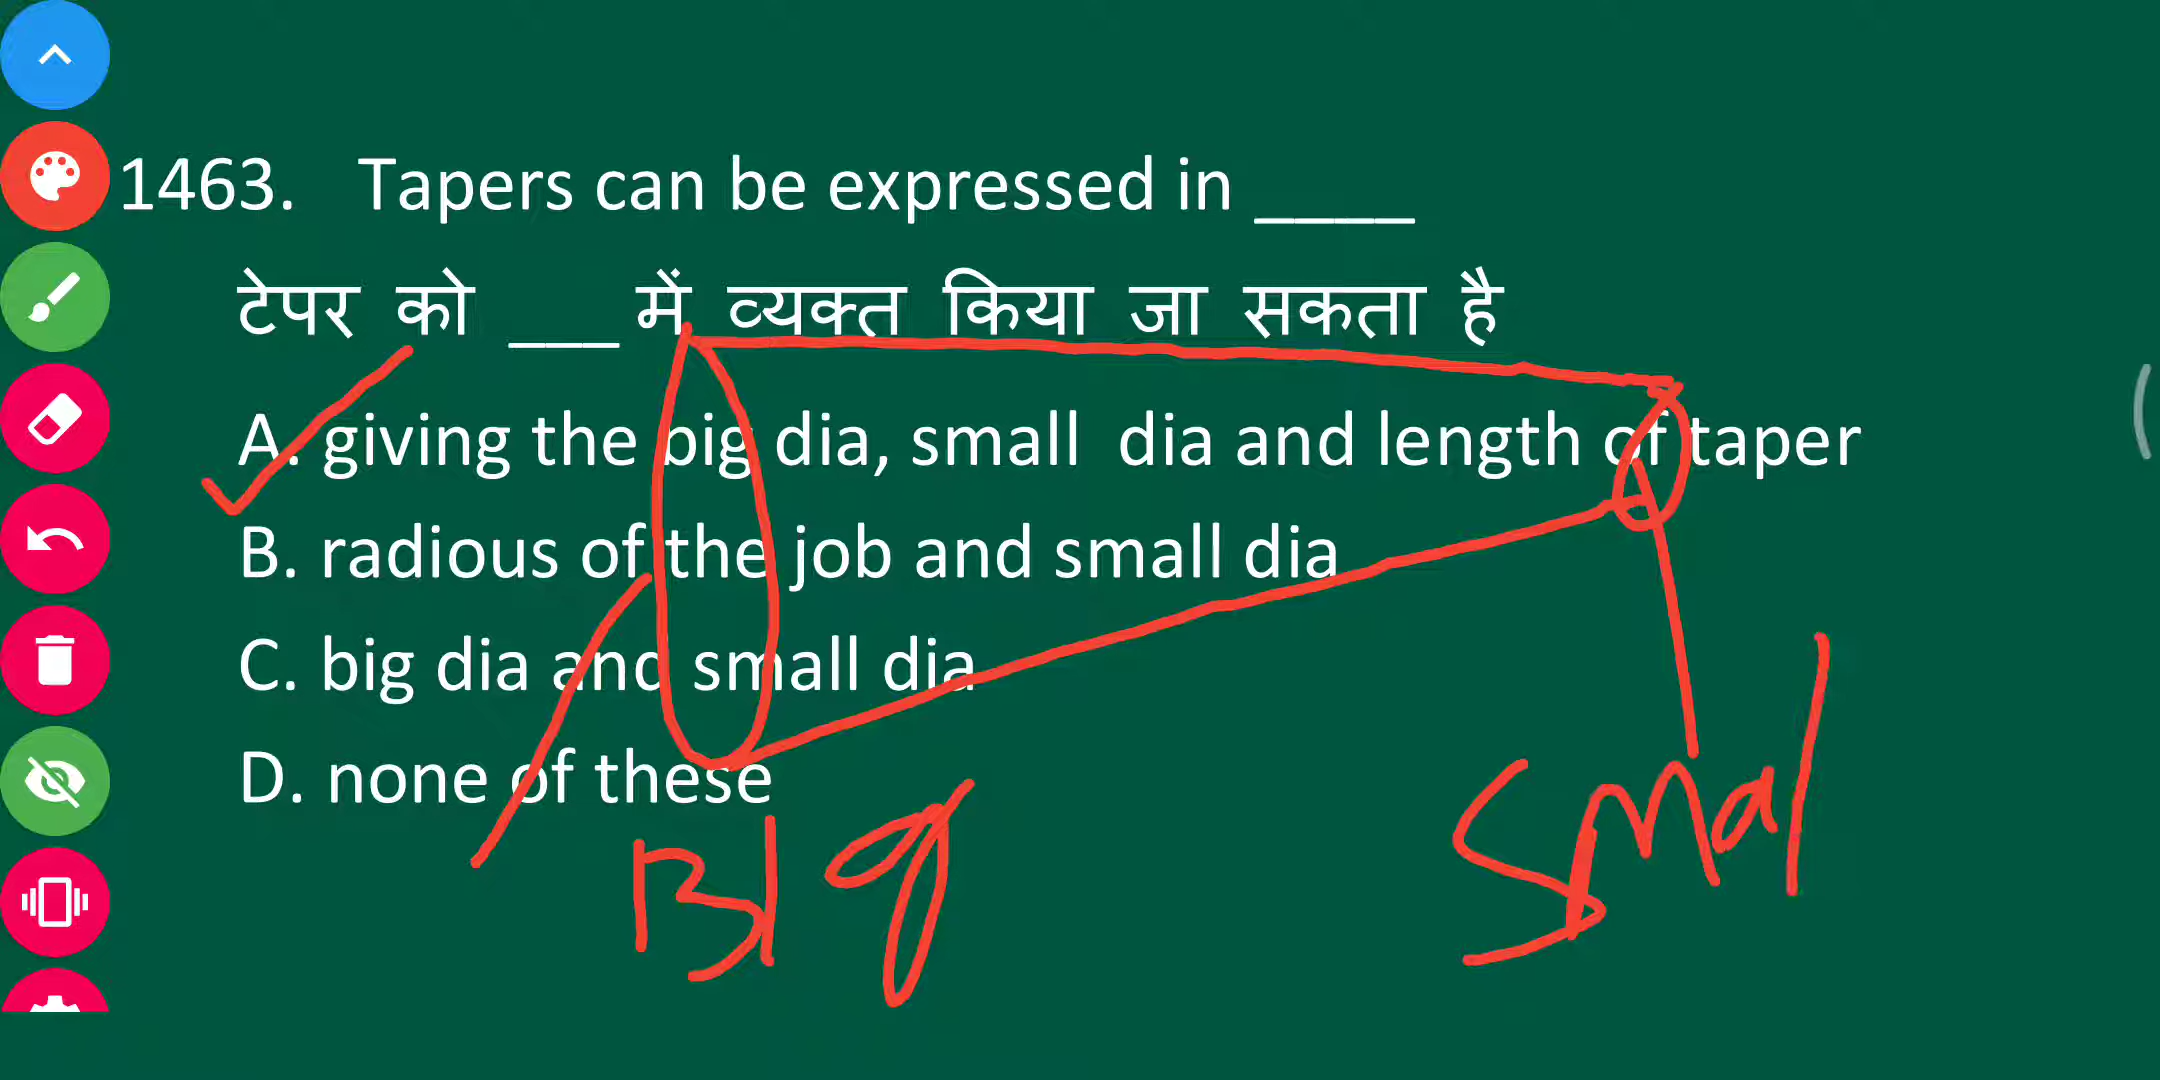 1463. Tapers can be expressed in ____
टेपर को ___ में व्यक्त किया जा सकता है
A. giving the big dia, small dia and length of taper
B. radious of the job and small dia
C. big dia and small dia
D. none of these
BIg
Smal